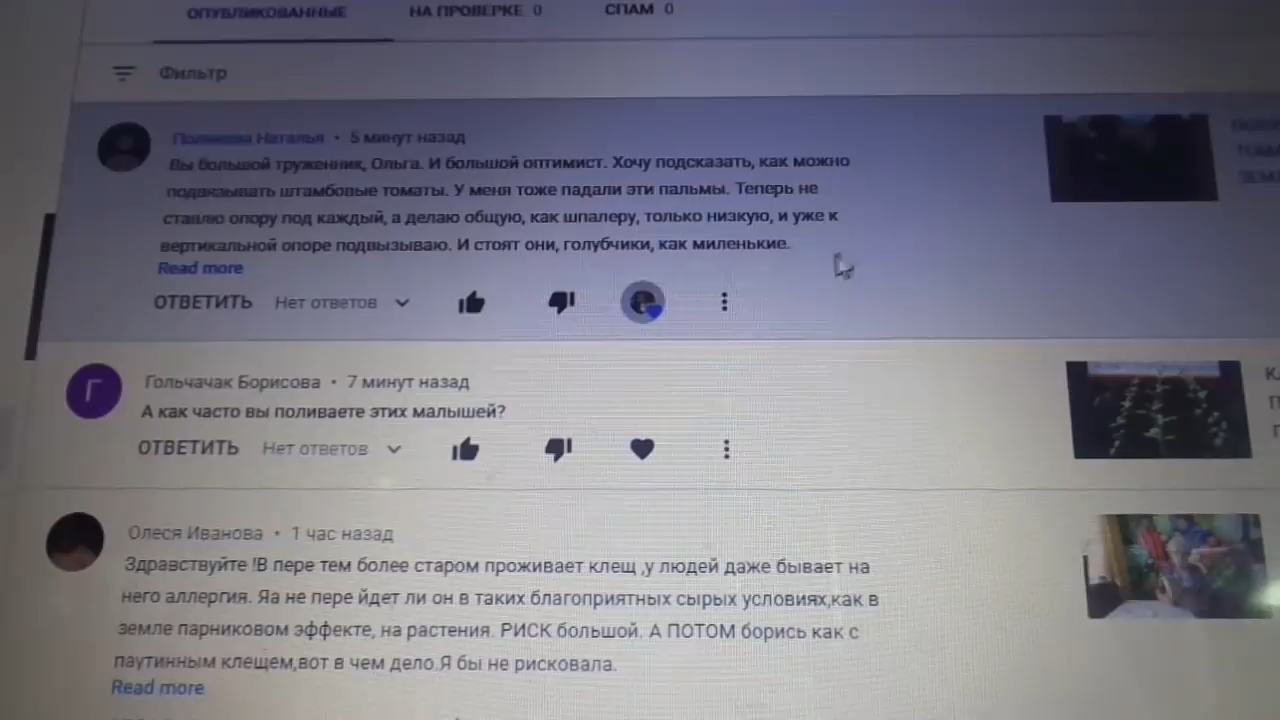 ОПУБЛИКОВАННЫЕ НА ПРОВЕРКЕ 0 СПАМ 0
Фильтр
Наталья • 5 минут назад
Вы большой труженник, Ольга. И большой оптимист. Хочу подсказать, как можно
подвязывать штамбовые томаты. У меня тоже падали эти пальмы. Теперь не
ставлю опору под каждый, а делаю общую, как шпалеру, только низкую, и уже к
вертикальной опоре подвызываю. И стоят они, голубчики, как миленькие.
Read more
ОТВЕТИТЬ Нет ответов
Г
Гольчачак Борисова • 7 минут назад
А как часто вы поливаете этих малышей?
ОТВЕТИТЬ Нет ответов
Олеся Иванова • 1 час назад
Здравствуйте !В пере тем более старом проживает клещ ,у людей даже бывает на
него аллергия. Яа не пере йдет ли он в таких благоприятных сырых условиях,как в
земле парниковом эффекте, на растения. РИСК большой. А ПОТОМ борись как с
паутинным клещем,вот в чем дело.Я бы не рисковала.
Read more